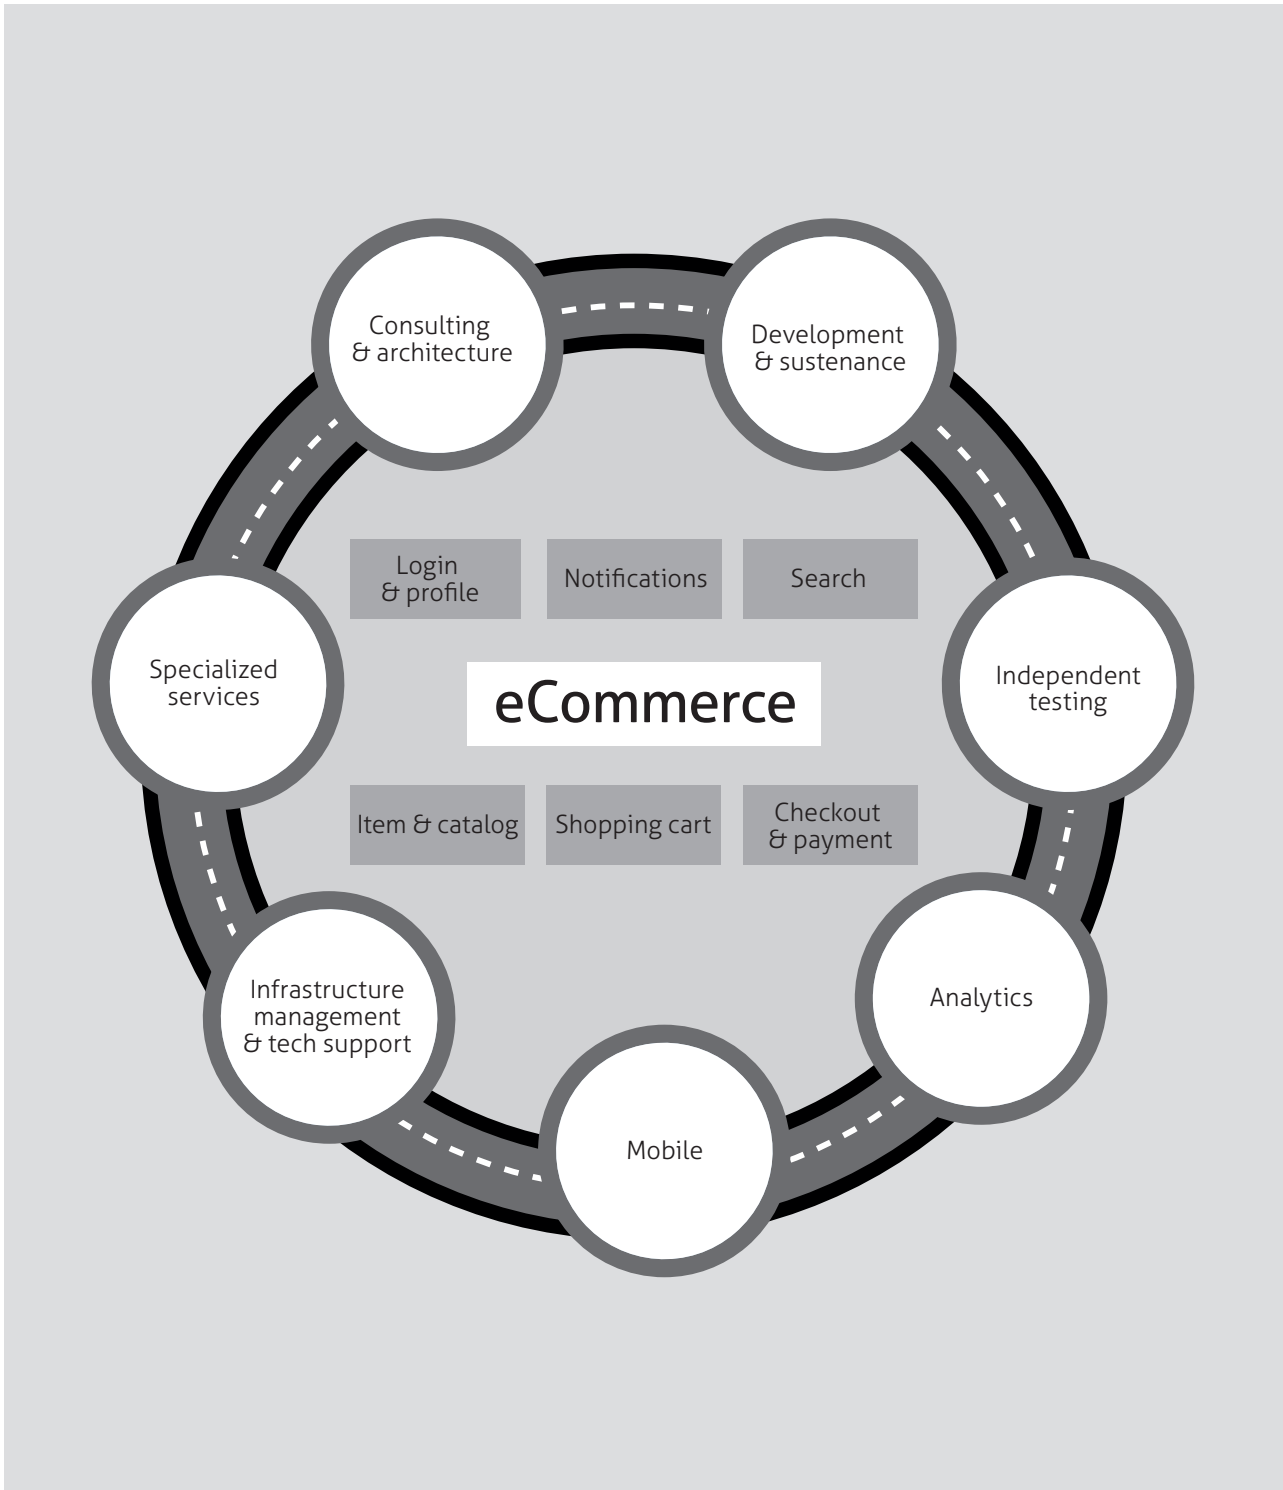 Consulting
& architecture
Development
& sustenance
Login
& profile
Notifications
Search
Specialized
services
eCommerce
Independent
testing
Item & catalog
Shopping cart
Checkout
& payment
Infrastructure
management
& tech support
Analytics
Mobile